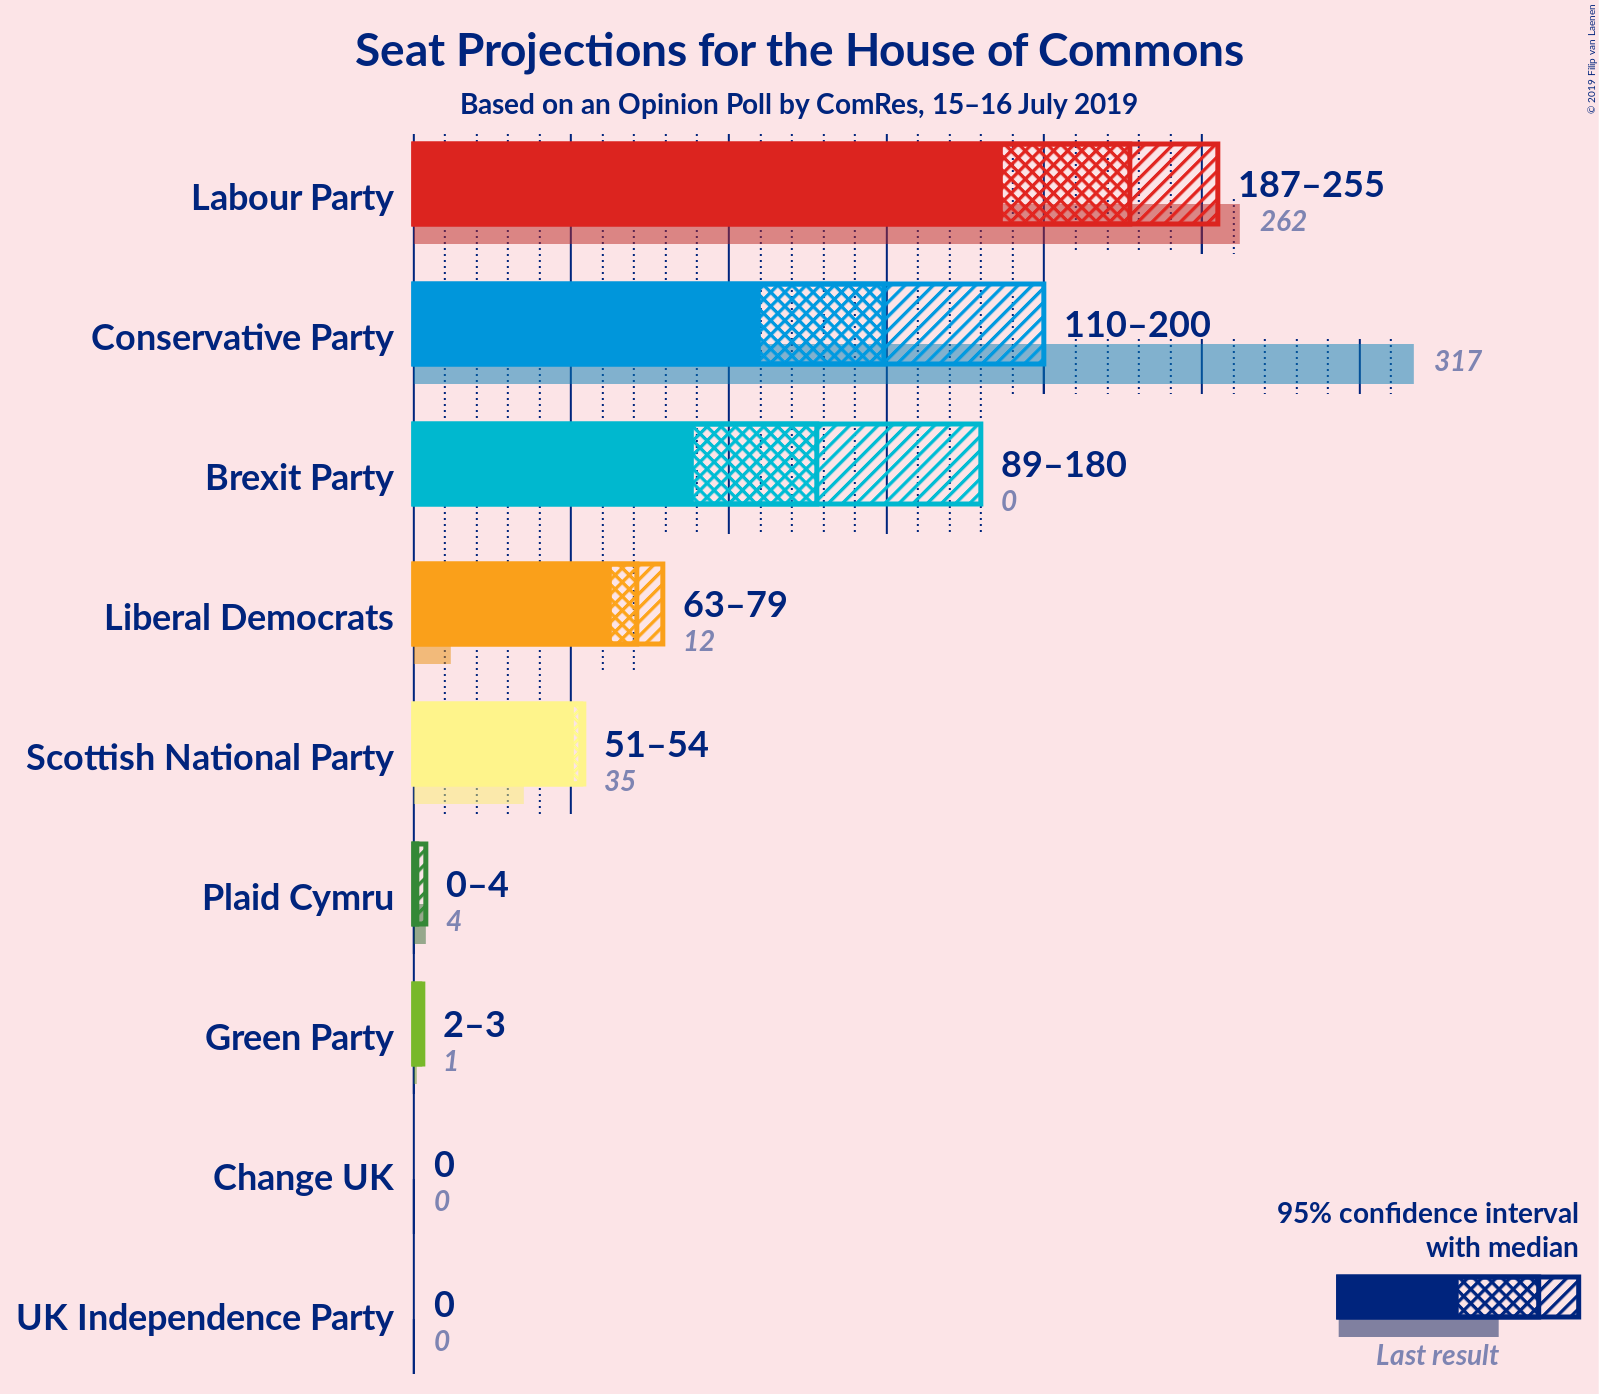 Seat Projections for the House of Commons
Based on an Opinion Poll by ComRes, 15–16 July 2019
© 2019 Filip van Laenen
Labour Party
187–255
262
Conservative Party
110–200
317
Brexit Party
89–180
0
Liberal Democrats
63–79
12
Scottish National Party
51–54
35
Plaid Cymru
0–4
4
Green Party
2–3
1
Change UK
0
0
UK Independence Party
0
0
95% confidence interval
with median
Last result